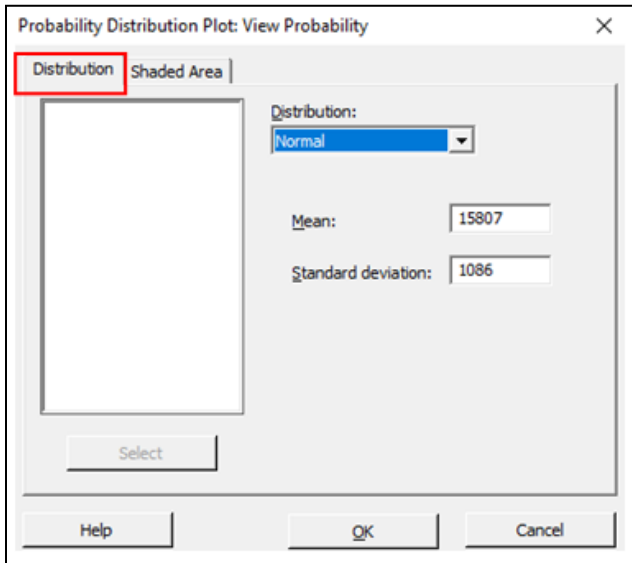 Probability Distribution Plot: View Probability
Distribution Shaded Area
Distribution:
Normal
Mean: 15807
Standard deviation: 1086
Select
Help OK Cancel